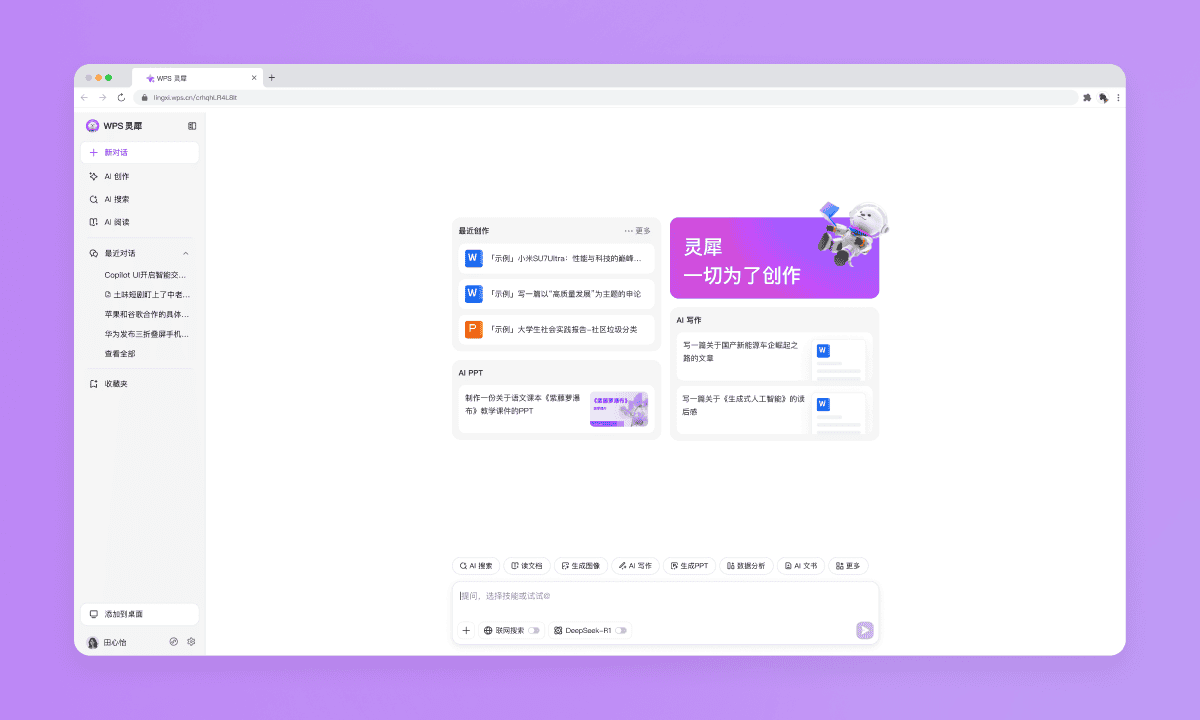 WPS 灵犀
lingxi.wps.cn/crhqhLR4L8lt
WPS 灵犀
新对话
AI 创作
AI 搜索
AI 阅读
最近对话
Copilot UI开启智能交...
土味短剧盯上了中老...
苹果和谷歌合作的具体...
华为发布三折叠屏手机...
查看全部
收藏夹
添加到桌面
田心怡
最近创作
更多
W 「示例」小米SU7Ultra：性能与科技的巅峰...
W 「示例」写一篇以“高质量发展”为主题的申论
P 「示例」大学生社会实践报告-社区垃圾分类
AI PPT
制作一份关于语文课本《紫藤萝瀑
布》教学课件的PPT
《紫藤萝瀑布》
灵犀
一切为了创作
AI 写作
写一篇关于国产新能源车企崛起之
路的文章
W
写一篇关于《生成式人工智能》的读
后感
W
AI 搜索
读文档
生成图像
AI 写作
生成PPT
数据分析
AI 文书
更多
提问、选择技能或试试@
联网搜索
DeepSeek-R1